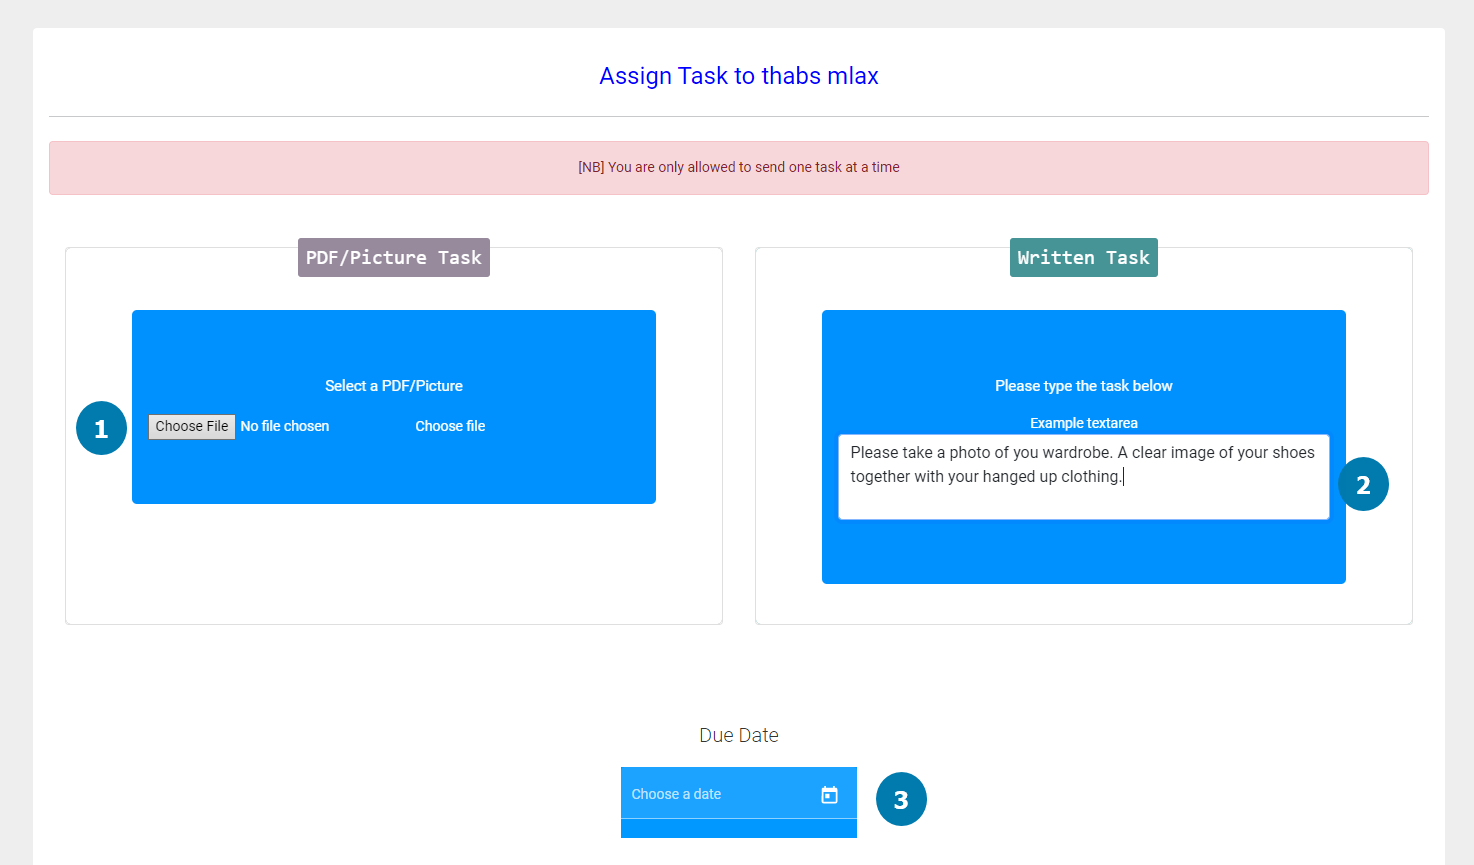 Assign Task to thabs mlax
[NB] You are only allowed to send one task at a time
PDF/Picture Task
Select a PDF/Picture
1
Choose File No file chosen Choose file
Written Task
Please type the task below
Example textarea
Please take a photo of you wardrobe. A clear image of your shoes
together with your hanged up clothing.
2
Due Date
Choose a date
3